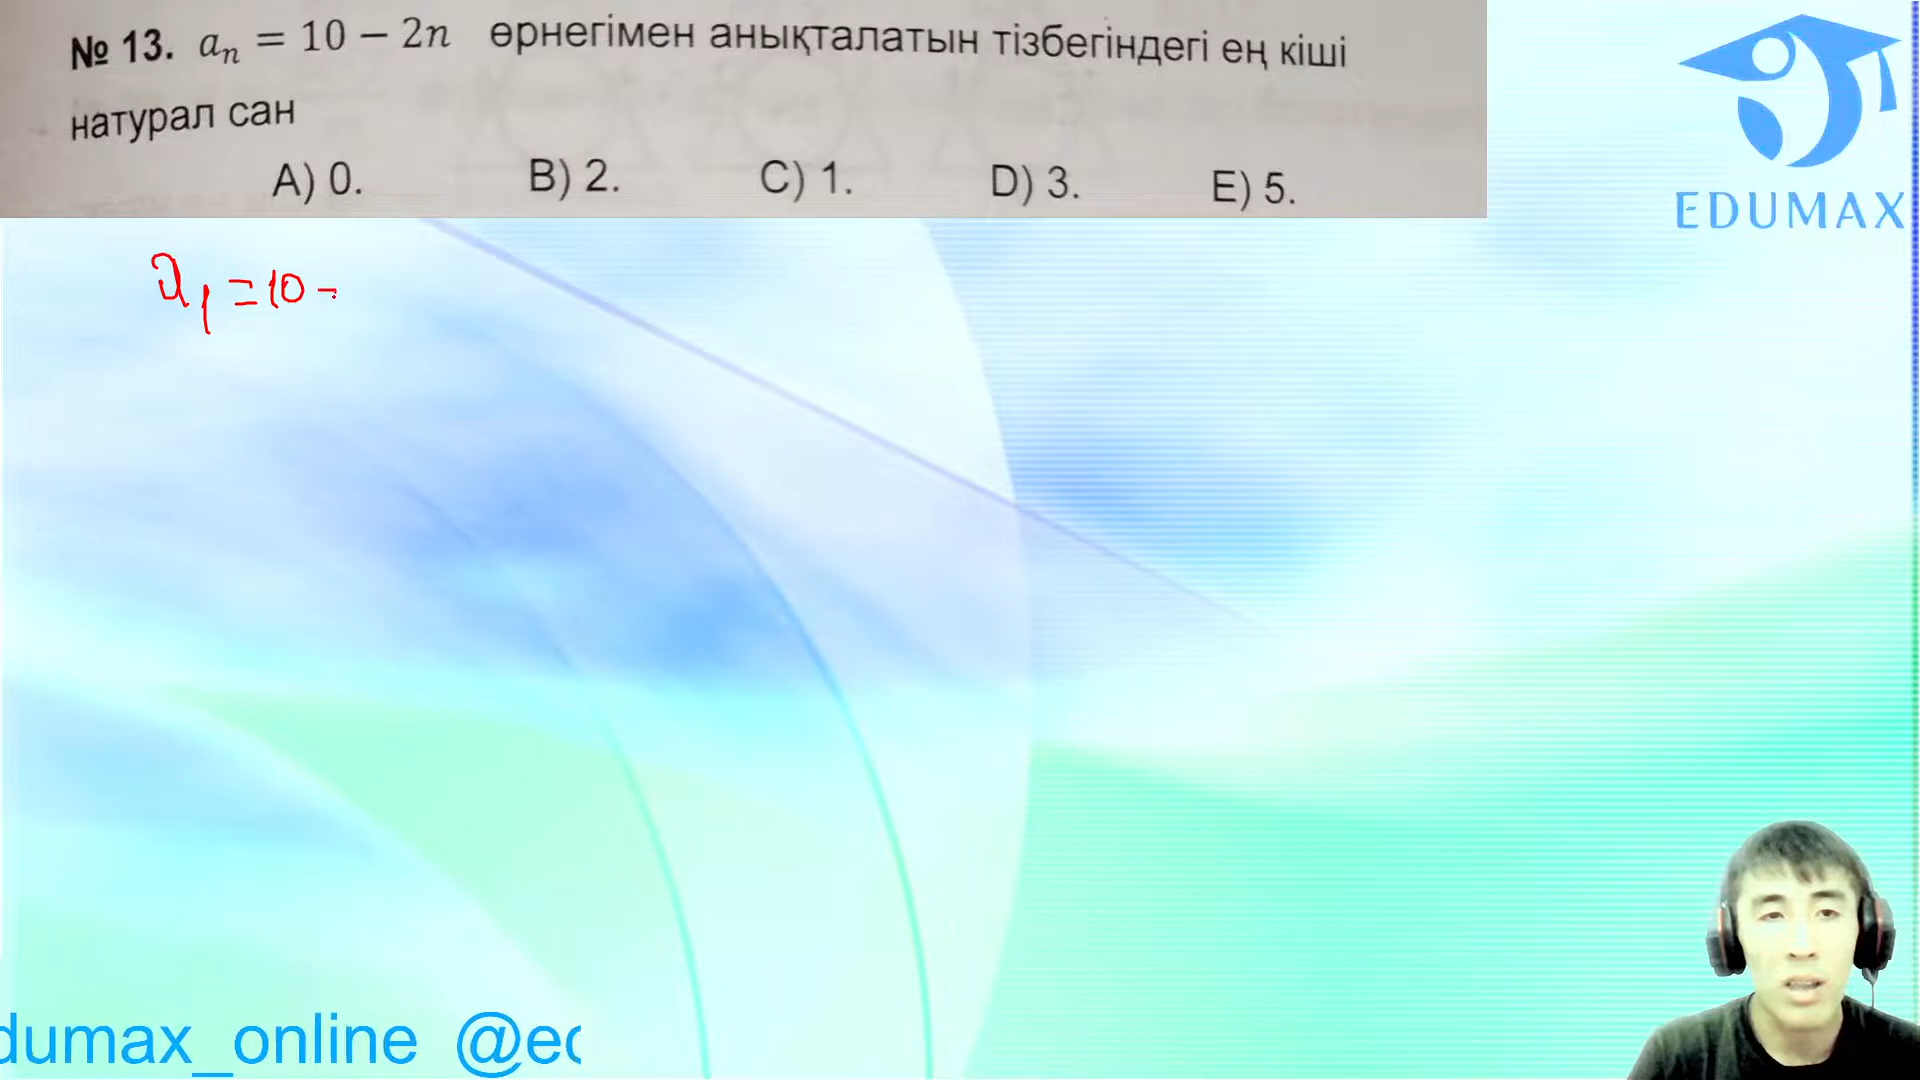 № 13. aₙ = 10 − 2n өрнегімен анықталатын тізбегіндегі ең кіші
натурал сан
A) 0. B) 2. C) 1. D) 3. E) 5.
EDUMAX
a₁ = 10 -
dumax_online @ec